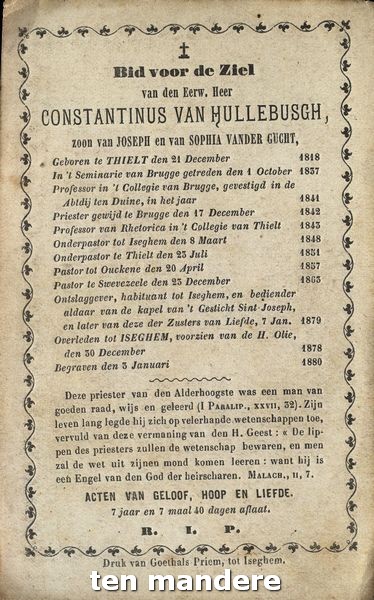 Bid voor de Ziel
van den Eerw. Heer
CONSTANTINUS VAN HULLEBUSGH,
zoon van JOSEPH en van SOPHIA VANDER GUCHT,
Geboren te THIELT den 21 December 1818
In 't Seminarie van Brugge getreden den 1 October 1837
Professor in 't Collegie van Brugge, gevestigd in de
Abtdij ten Duine, in het jaar 1841
Priester gewijd te Brugge den 17 December 1842
Professor van Rhetorica in 't Collegie van Thielt 1843
Onderpastor tot Iseghem den 8 Maart 1848
Onderpastor te Thielt den 23 Juli 1851
Pastor tot Ouckene den 20 April 1857
Pastor te Swevezeele den 23 December 1863
Ontslaggever, habituant tot Iseghem, en bediender
aldaar van de kapel van 't Gesticht Sint-Joseph,
en later van deze der Zusters van Liefde, 7 Jan. 1879
Overleden tot ISEGHEM, voorzien van de H. Olie,
den 30 December 1878
Begraven den 3 Januari 1880
Deze priester van den Alderhoogste was een man van
goeden raad, wijs en geleerd (I PARALIP., XXVII, 32). Zijn
leven lang legde hij zich op velerhande wetenschappen toe,
vervuld van deze vermaning van den H. Geest : « De lip-
pen des priesters zullen de wetenschap bewaren, en men
zal de wet uit zijnen mond komen leeren : want hij is
een Engel van den God der heirscharen. MALACH., II, 7.
ACTEN VAN GELOOF, HOOP EN LIEFDE.
7 jaar en 7 maal 40 dagen aflaat.
R. I. P.
Druk van Goethals Priem, tot Iseghem.
ten mandere